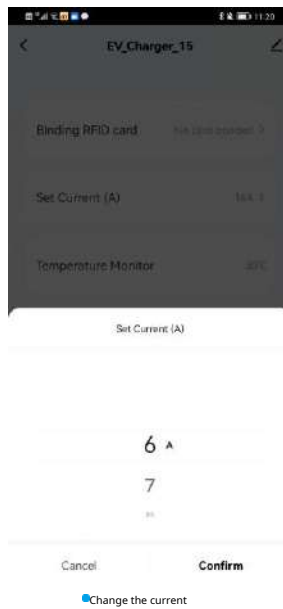 11:20
EV_Charger_15
Binding RFID card
Set Current (A)
Temperature Monitor
Set Current (A)
6 A
7
Cancel Confirm
Change the current